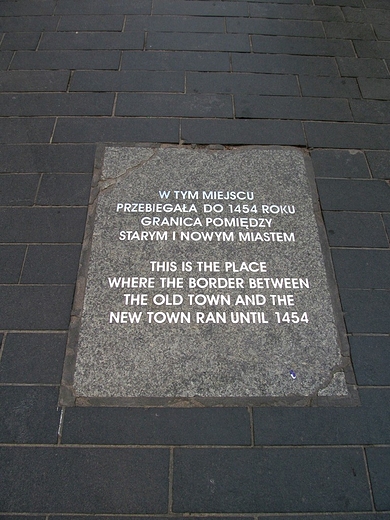 W TYM MIEJSCU
PRZEBIEGAŁA DO 1454 ROKU
GRANICA POMIĘDZY
STARYM I NOWYM MIASTEM
THIS IS THE PLACE
WHERE THE BORDER BETWEEN
THE OLD TOWN AND THE
NEW TOWN RAN UNTIL 1454